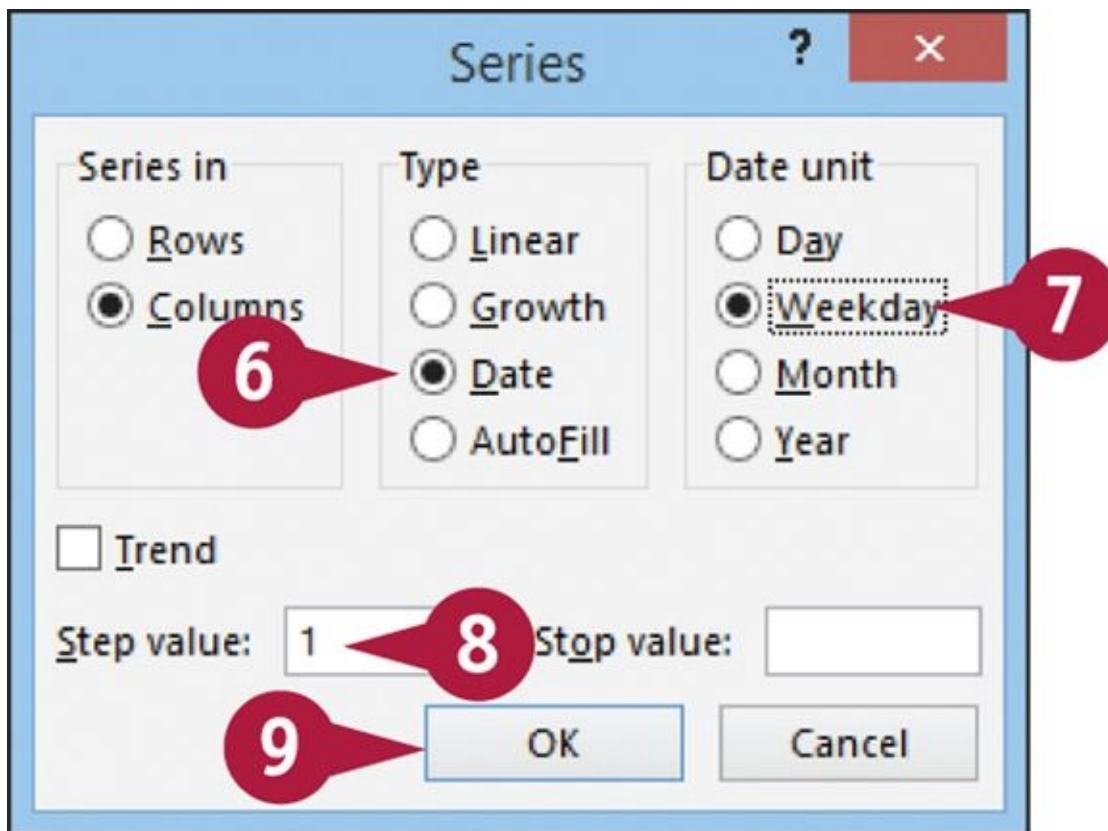 Series ? ×
Series in Type Date unit
Rows Linear Day
Columns Growth Weekday 7
6 Date Month
AutoFill Year
Trend
Step value: 1 8 Stop value:
9 OK Cancel